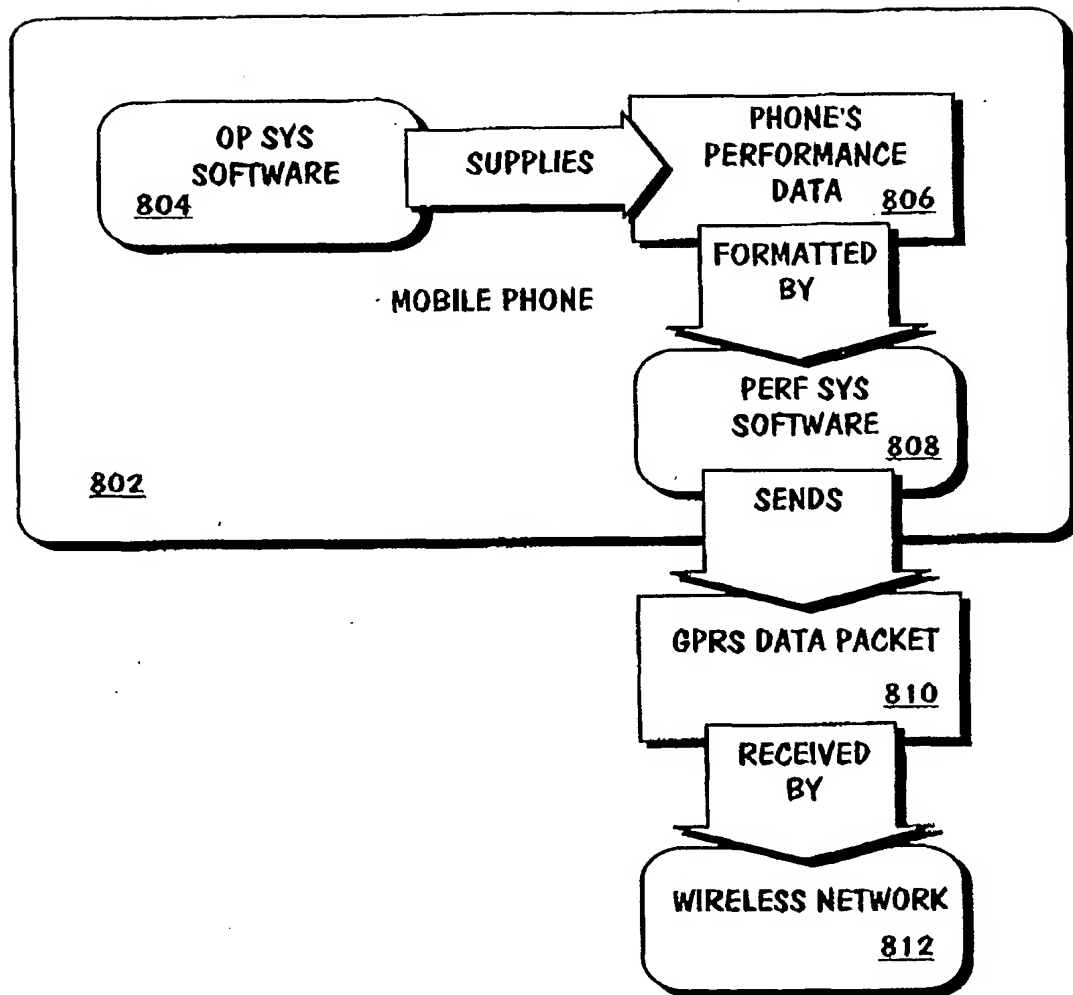 OP SYS
SOFTWARE
804
SUPPLIES
PHONE'S
PERFORMANCE
DATA
806
FORMATTED
BY
MOBILE PHONE
PERF SYS
SOFTWARE
808
802
SENDS
GPRS DATA PACKET
810
RECEIVED
BY
WIRELESS NETWORK
812